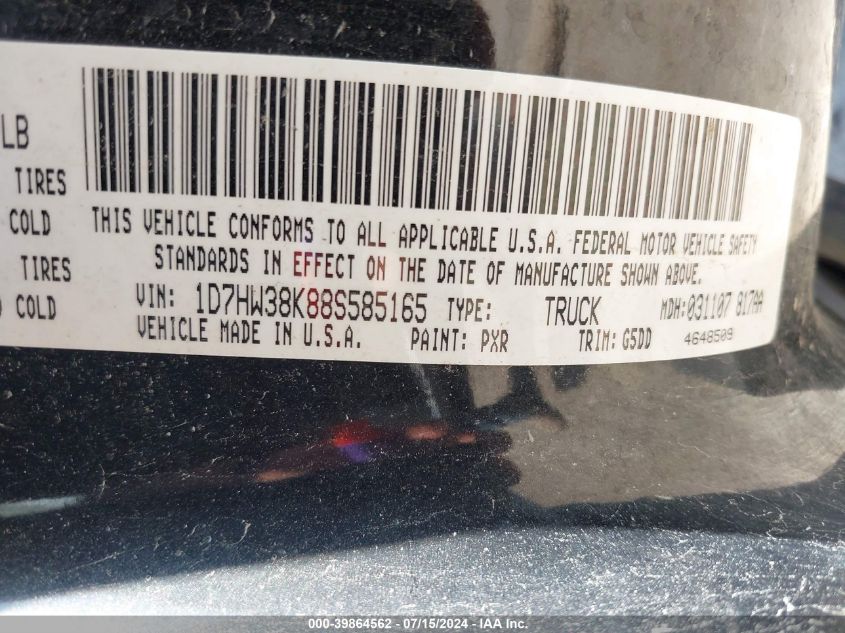 LB
TIRES
COLD
THIS VEHICLE CONFORMS TO ALL APPLICABLE U.S.A. FEDERAL MOTOR VEHICLE SAFETY
STANDARDS IN EFFECT ON THE DATE OF MANUFACTURE SHOWN ABOVE.
TIRES
COLD
VIN: 1D7HW38K88S585165 TYPE: TRUCK MDH: 031107 817AA
VEHICLE MADE IN U.S.A. PAINT: PXR TRIM: G5DD 4648509
000-39864562 - 07/15/2024 - IAA, Inc.